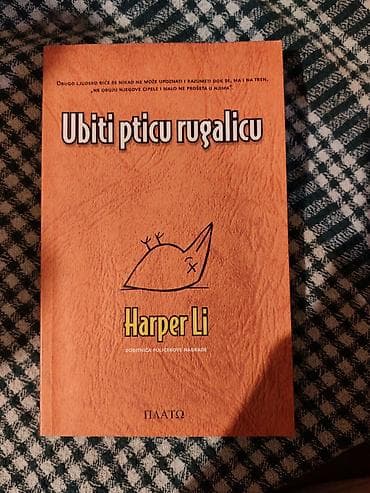 DRUGO LJUDSKO BIĆE SE NIKAD NE MOŽE UPOZNATI I RAZUMETI DOK SE, MA I NA TREN,
„NE OBUJU NJEGOVE CIPELE I MALO NE PROŠETA U NJIMA“.
Ubiti pticu rugalicu
Harper Li
DOBITNICA PULICEROVE NAGRADE
ΠΛΑΤΩ